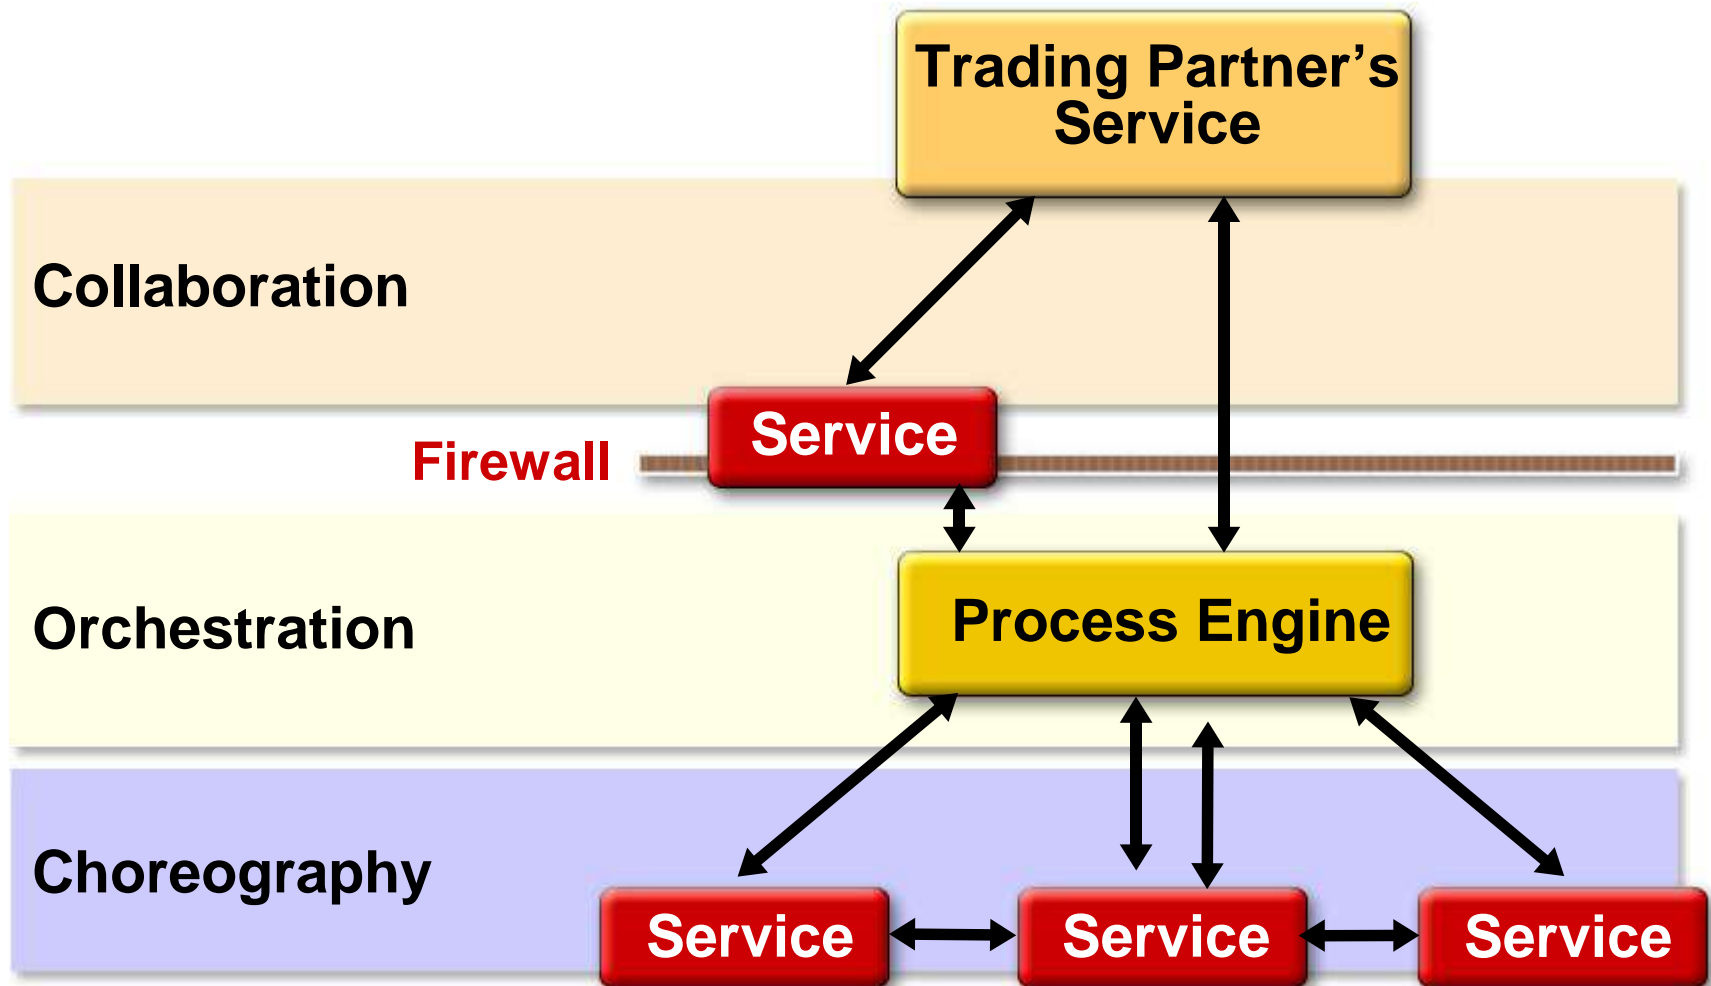 Trading Partner’s
Service
Collaboration
Service
Firewall
Orchestration
Process Engine
Choreography
Service
Service
Service